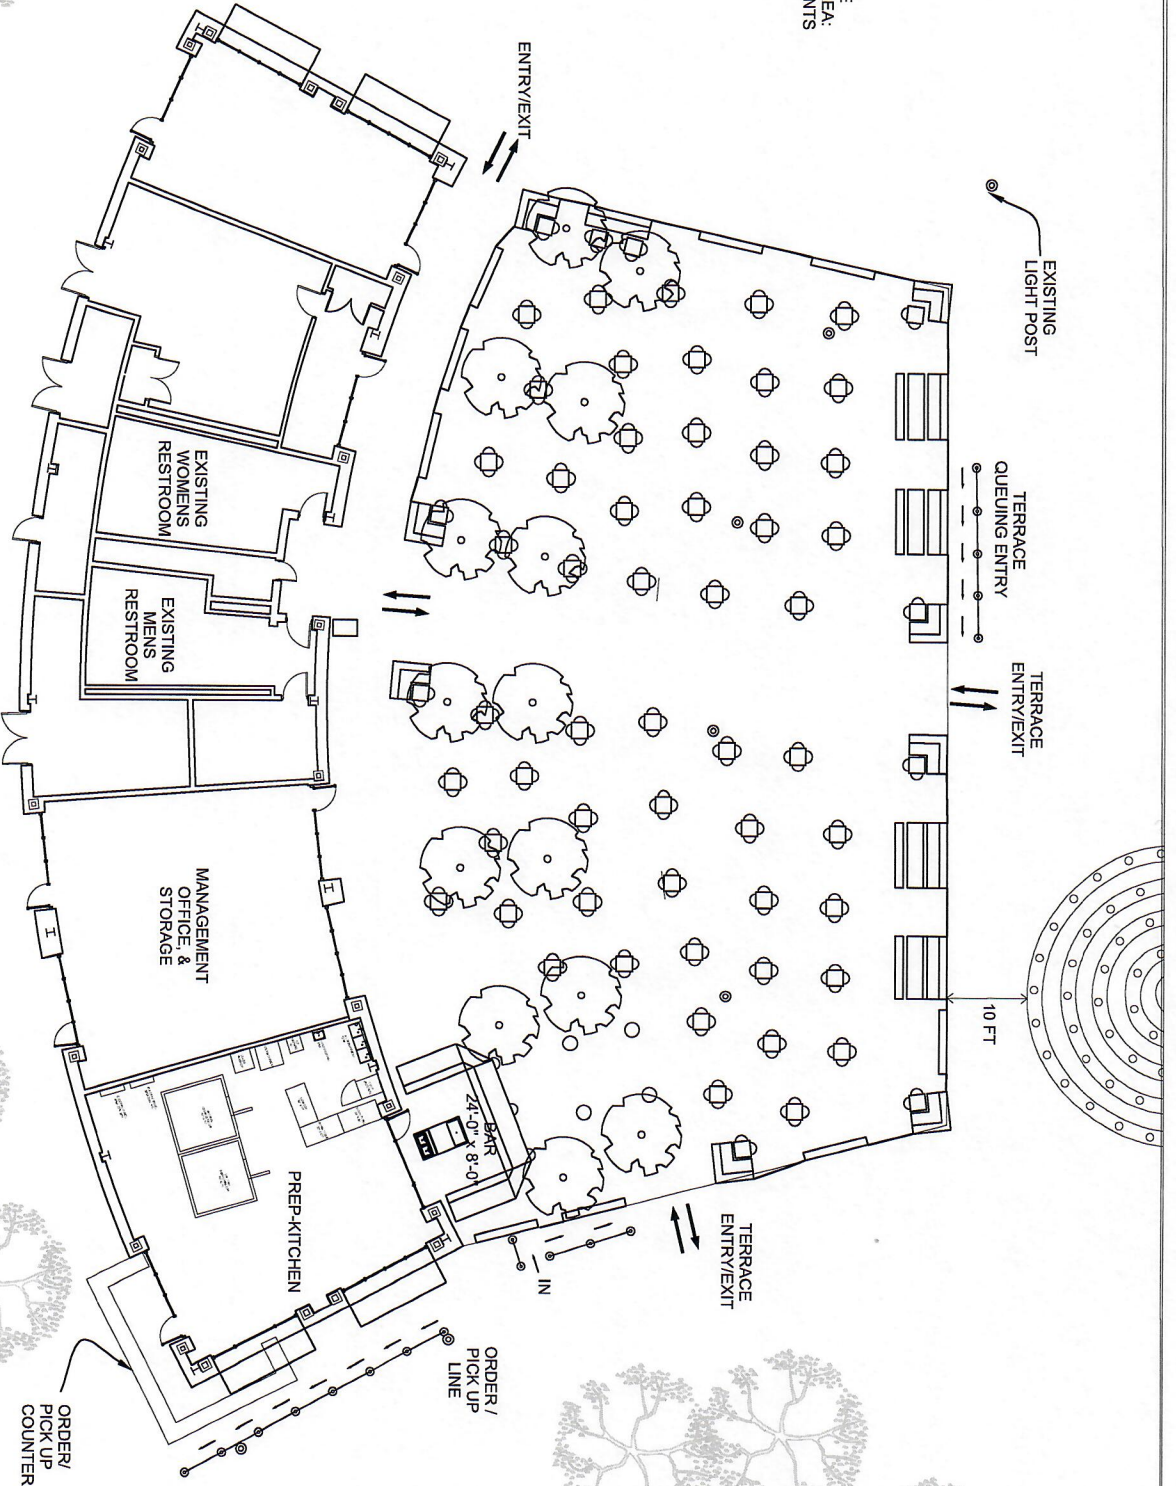 EA:
NTS
ENTRY/EXIT
EXISTING
LIGHT POST
TERRACE
QUEUING ENTRY
TERRACE
ENTRY/EXIT
10 FT
EXISTING
WOMENS
RESTROOM
EXISTING
MENS
RESTROOM
MANAGEMENT
OFFICE, &
STORAGE
BAR
24'-0" x 8'-0"
PREP-KITCHEN
IN
TERRACE
ENTRY/EXIT
ORDER /
PICK UP
LINE
ORDER/
PICK UP
COUNTER